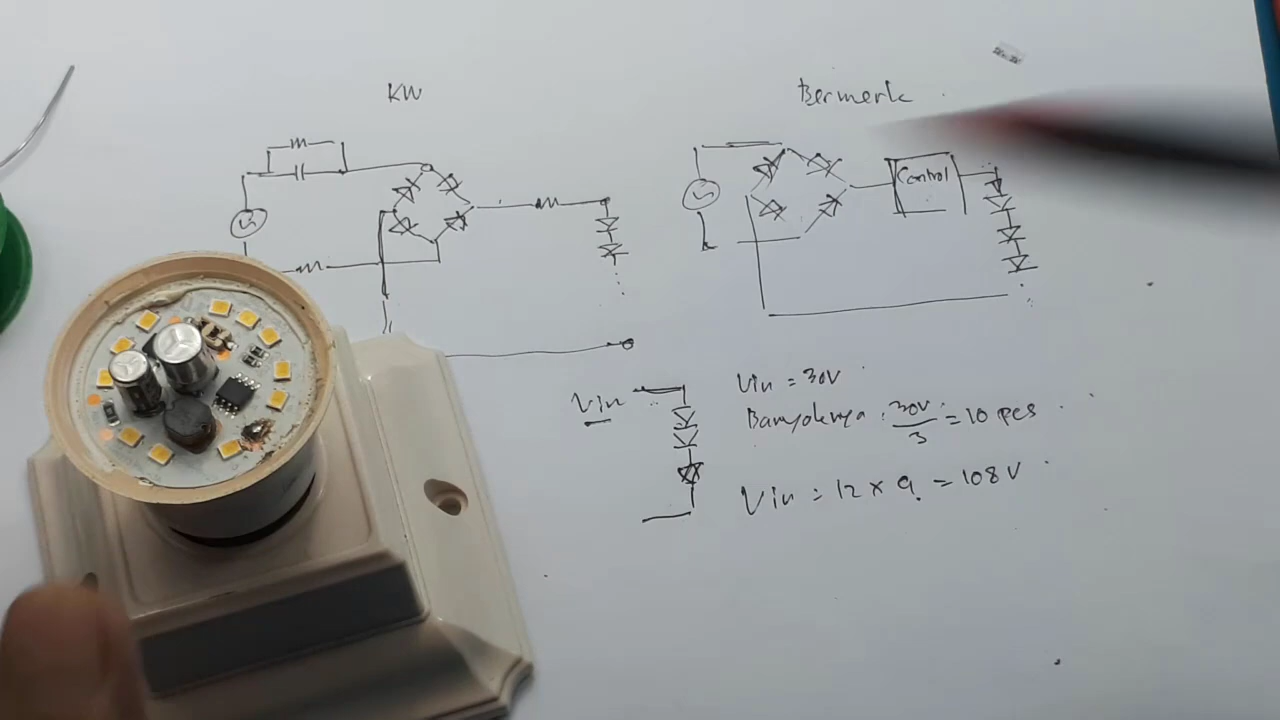 KW
Bermerk
Control
Vin
Vin = 30V
Banyaknya : 30V/3 = 10 pcs
Vin = 12 x 9 = 108 V